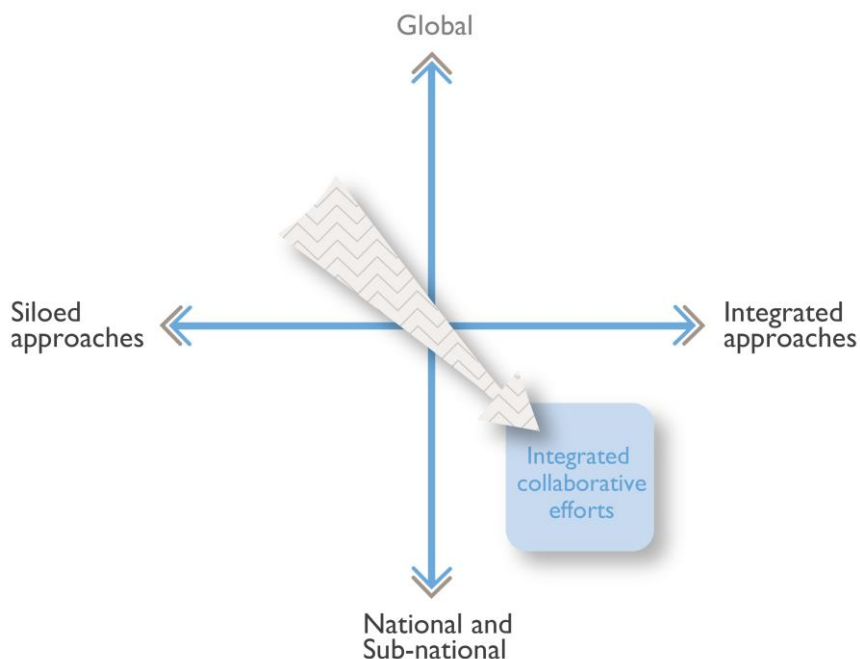 Global
Siloed
approaches
Integrated
approaches
Integrated
collaborative
efforts
National and
Sub-national